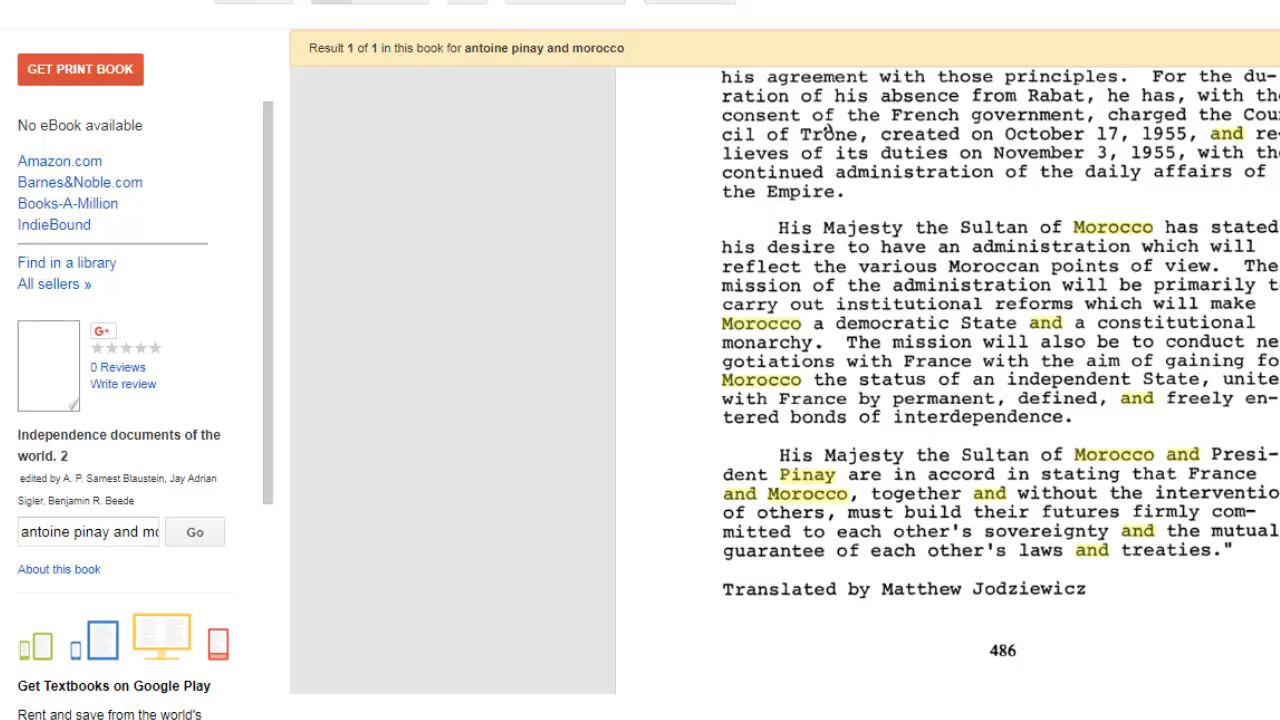 Result 1 of 1 in this book for antoine pinay and morocco
GET PRINT BOOK
No eBook available
Amazon.com
Barnes&Noble.com
Books-A-Million
IndieBound
Find in a library
All sellers »
G+
0 Reviews
Write review
Independence documents of the
world. 2
edited by A. P. Samest Blaustein, Jay Adrian
Sigler, Benjamin R. Beede
antoine pinay and mo
Go
About this book
Get Textbooks on Google Play
Rent and save from the world's
his agreement with those principles. For the du-
ration of his absence from Rabat, he has, with the
consent of the French government, charged the Cou
cil of Trône, created on October 17, 1955, and re-
lieves of its duties on November 3, 1955, with the
continued administration of the daily affairs of
the Empire.
His Majesty the Sultan of Morocco has stated
his desire to have an administration which will
reflect the various Moroccan points of view. The
mission of the administration will be primarily t
carry out institutional reforms which will make
Morocco a democratic State and a constitutional
monarchy. The mission will also be to conduct ne
gotiations with France with the aim of gaining fo
Morocco the status of an independent State, unite
with France by permanent, defined, and freely en-
tered bonds of interdependence.
His Majesty the Sultan of Morocco and Presi-
dent Pinay are in accord in stating that France
and Morocco, together and without the interventio
of others, must build their futures firmly com-
mitted to each other's sovereignty and the mutual
guarantee of each other's laws and treaties."
Translated by Matthew Jodziewicz
486